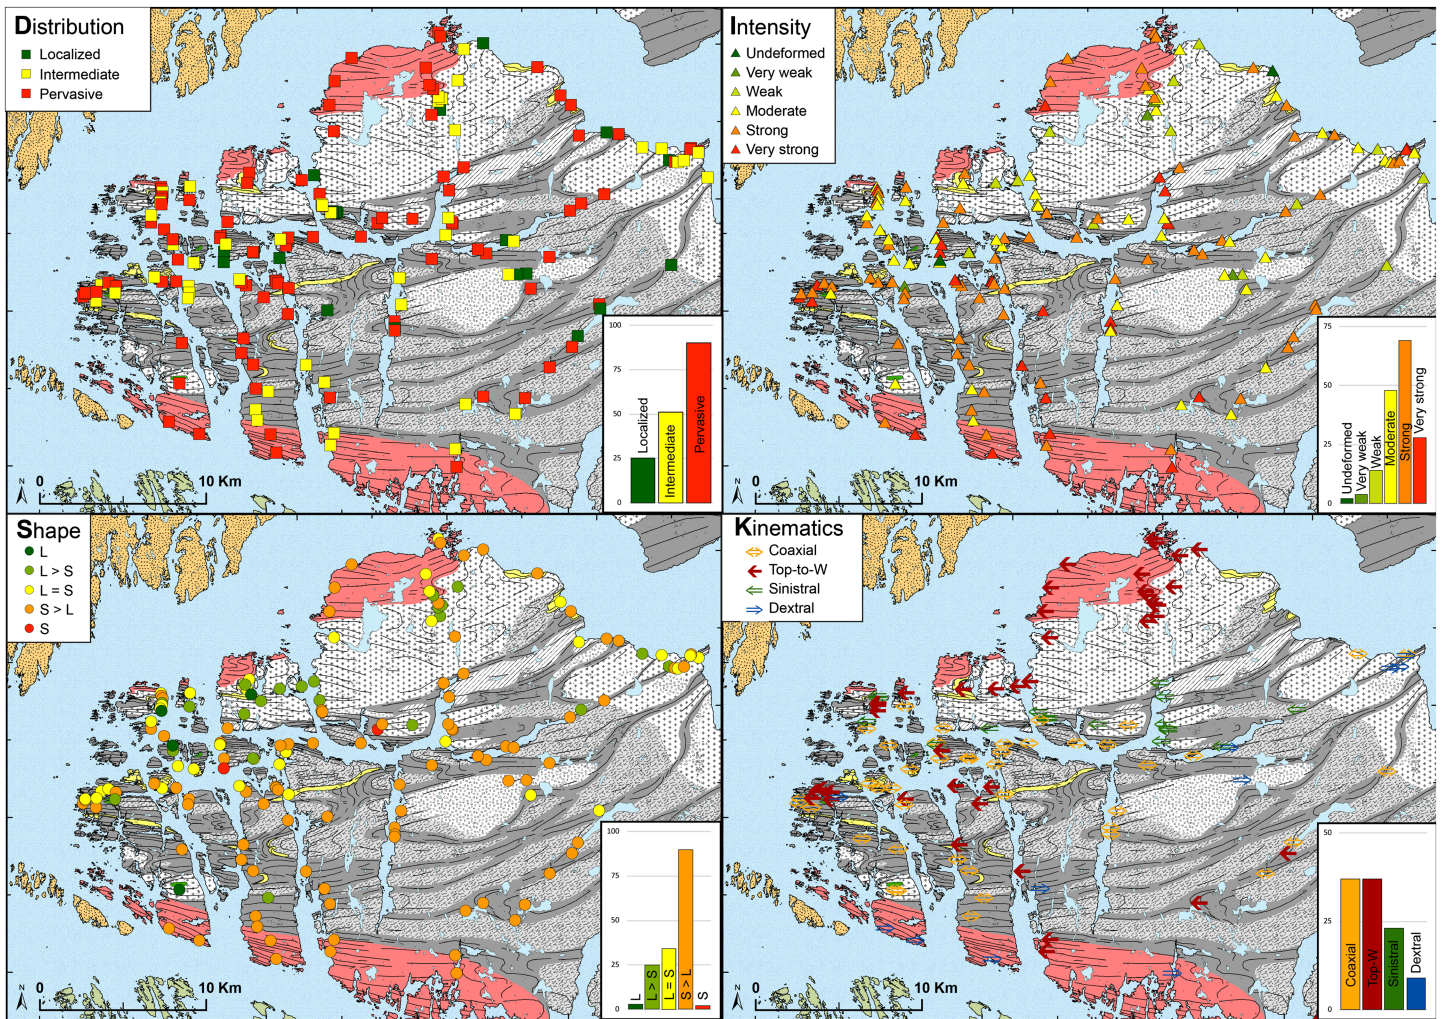 Distribution
Localized
Intermediate
Pervasive
100
75
50
25
0
Localized
Intermediate
Pervasive
N
0
10 Km
Intensity
Undeformed
Very weak
Weak
Moderate
Strong
Very strong
75
50
25
0
Undeformed
Very weak
Weak
Moderate
Strong
Very strong
N
0
10 Km
Shape
L
L > S
L = S
S > L
S
100
75
50
25
0
L
L > S
L = S
S > L
S
N
0
10 Km
Kinematics
Coaxial
Top-to-W
Sinistral
Dextral
50
25
0
Coaxial
Top-W
Sinistral
Dextral
N
0
10 Km